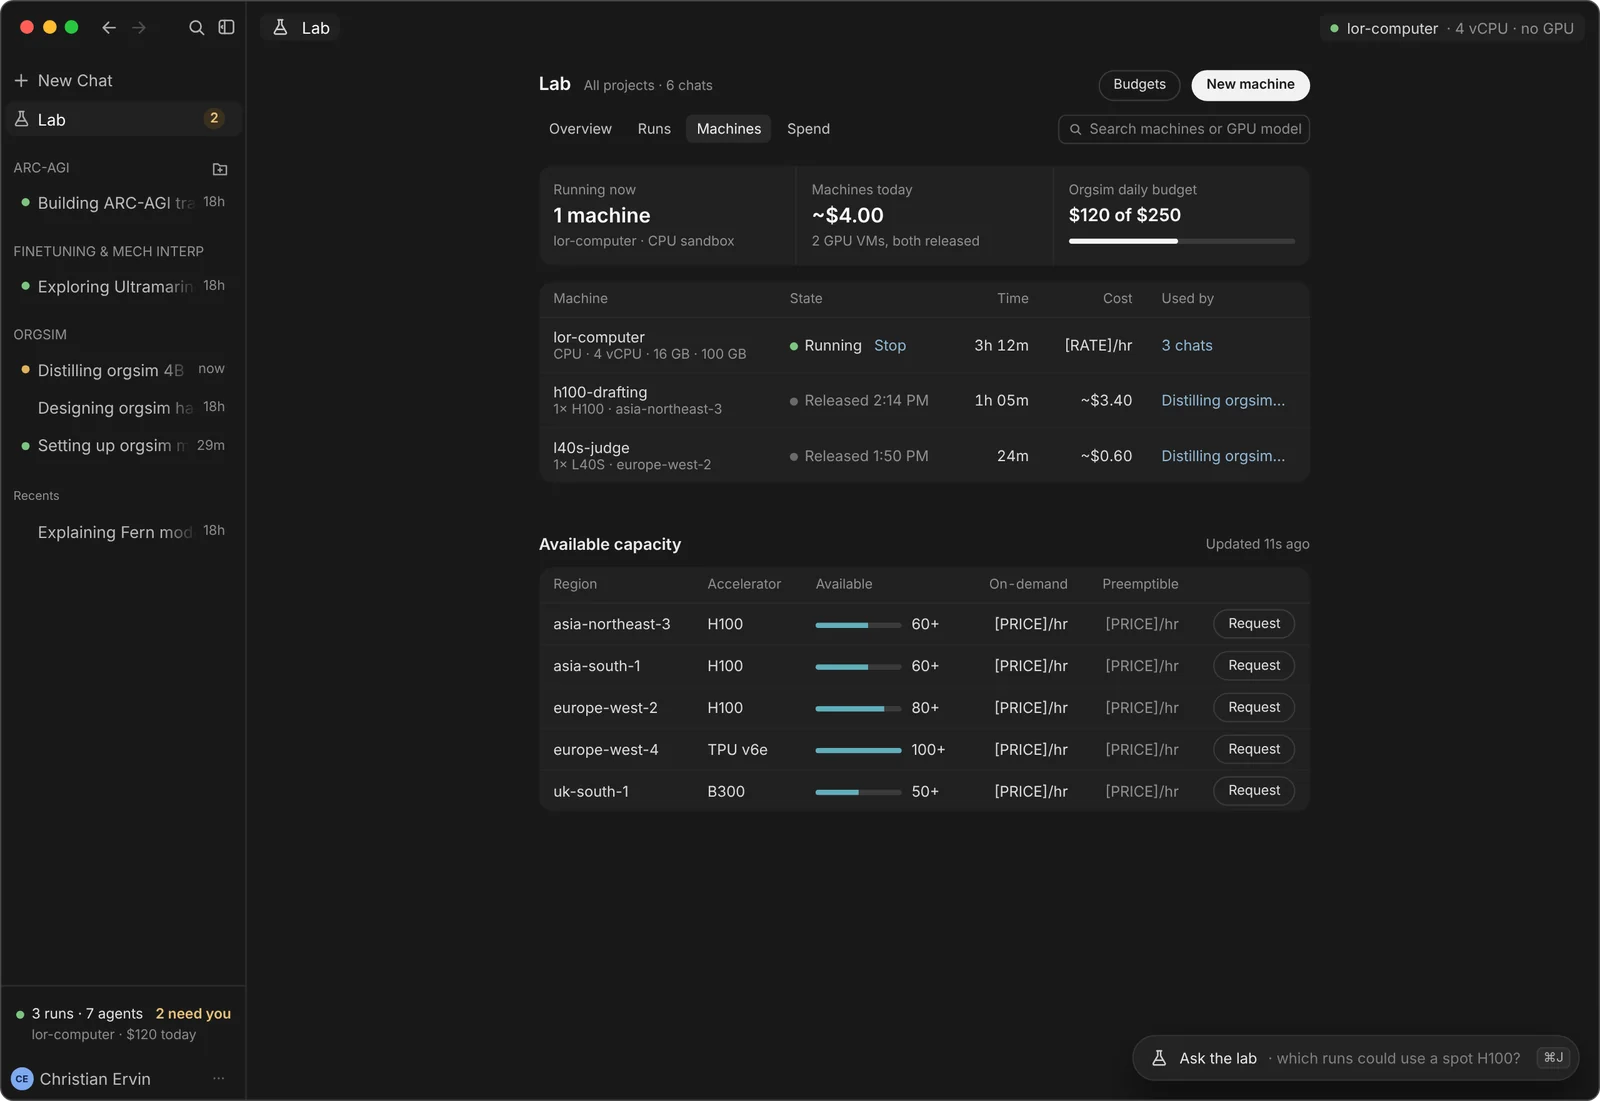 Lab
lor-computer · 4 vCPU · no GPU
New Chat
Lab 2
ARC-AGI
Building ARC-AGI tra 18h
FINETUNING & MECH INTERP
Exploring Ultramarin 18h
ORGSIM
Distilling orgsim 4B now
Designing orgsim ha 18h
Setting up orgsim m 29m
Recents
Explaining Fern mod 18h
3 runs · 7 agents 2 need you
lor-computer · $120 today
CE Christian Ervin ...
Lab All projects · 6 chats
Budgets New machine
Overview Runs Machines Spend
Search machines or GPU model
Running now
1 machine
lor-computer · CPU sandbox
Machines today
~$4.00
2 GPU VMs, both released
Orgsim daily budget
$120 of $250
Machine State Time Cost Used by
lor-computer
CPU · 4 vCPU · 16 GB · 100 GB
Running Stop 3h 12m [RATE]/hr 3 chats
h100-drafting
1× H100 · asia-northeast-3
Released 2:14 PM 1h 05m ~$3.40 Distilling orgsim...
l40s-judge
1× L40S · europe-west-2
Released 1:50 PM 24m ~$0.60 Distilling orgsim...
Available capacity Updated 11s ago
Region Accelerator Available On-demand Preemptible
asia-northeast-3 H100 60+ [PRICE]/hr [PRICE]/hr Request
asia-south-1 H100 60+ [PRICE]/hr [PRICE]/hr Request
europe-west-2 H100 80+ [PRICE]/hr [PRICE]/hr Request
europe-west-4 TPU v6e 100+ [PRICE]/hr [PRICE]/hr Request
uk-south-1 B300 50+ [PRICE]/hr [PRICE]/hr Request
Ask the lab · which runs could use a spot H100? ⌘J